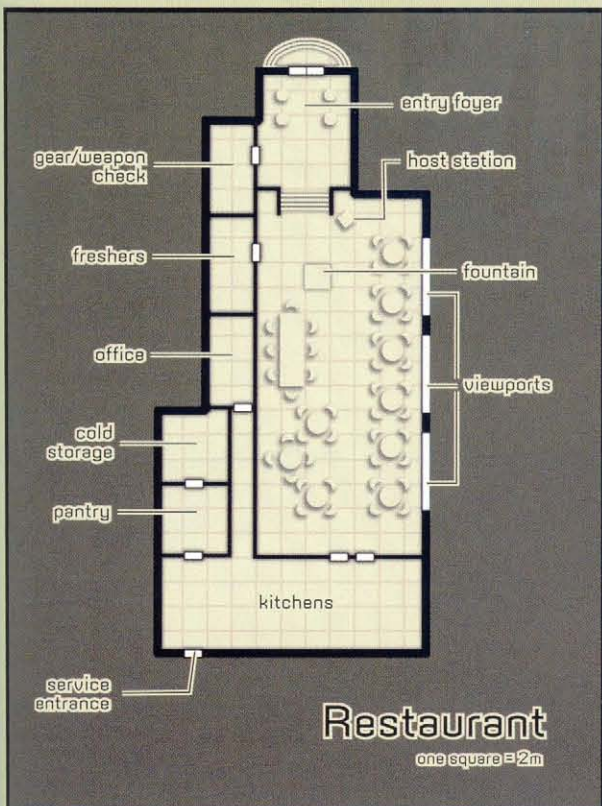 entry foyer
gear/weapon
check
host station
freshers
fountain
office
viewports
cold
storage
pantry
kitchens
service
entrance
Restaurant
one square = 2m